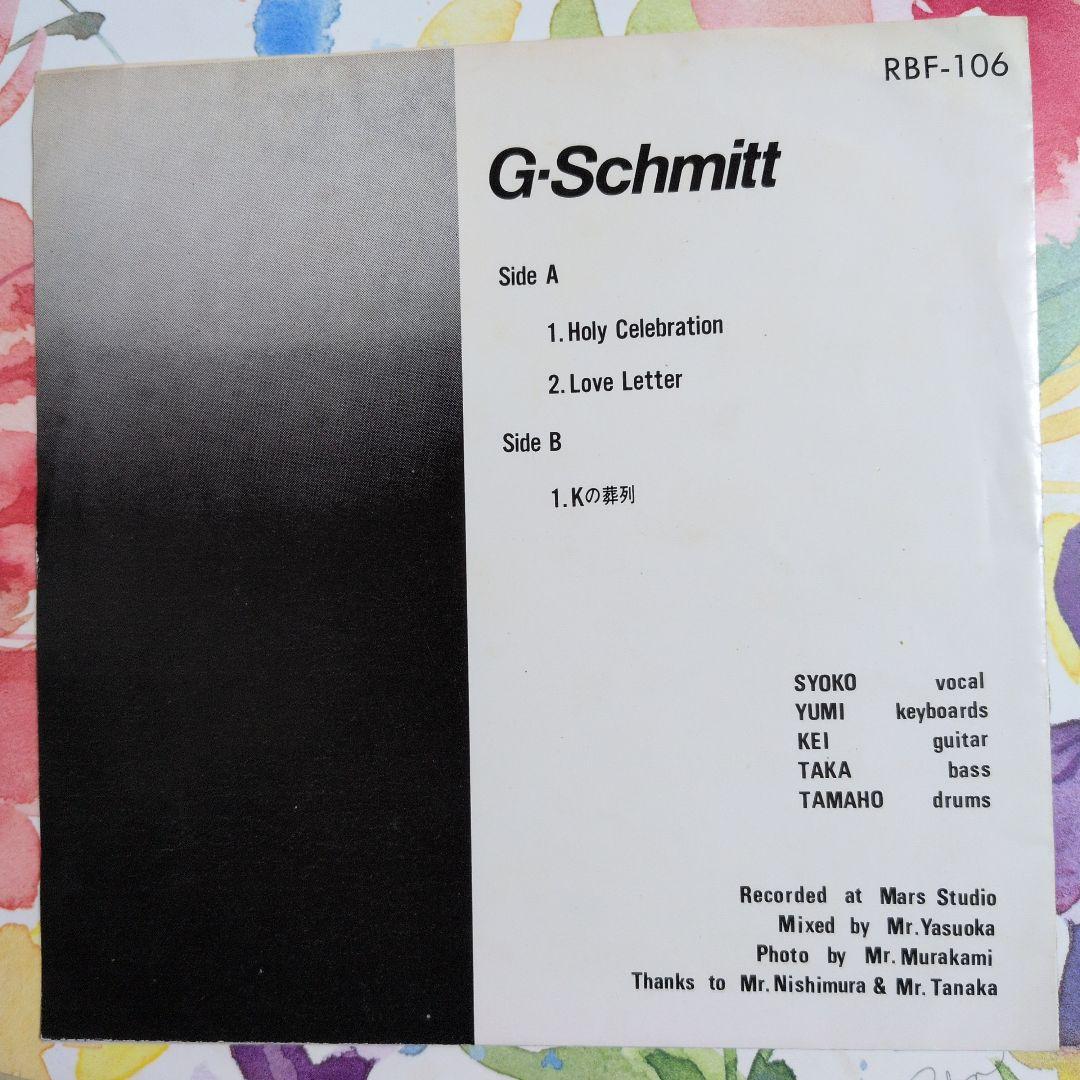 RBF-106
G-Schmitt
Side A
1. Holy Celebration
2. Love Letter
Side B
1. Kの葬列
SYOKO vocal
YUMI keyboards
KEI guitar
TAKA bass
TAMAHO drums
Recorded at Mars Studio
Mixed by Mr. Yasuoka
Photo by Mr. Murakami
Thanks to Mr. Nishimura & Mr. Tanaka